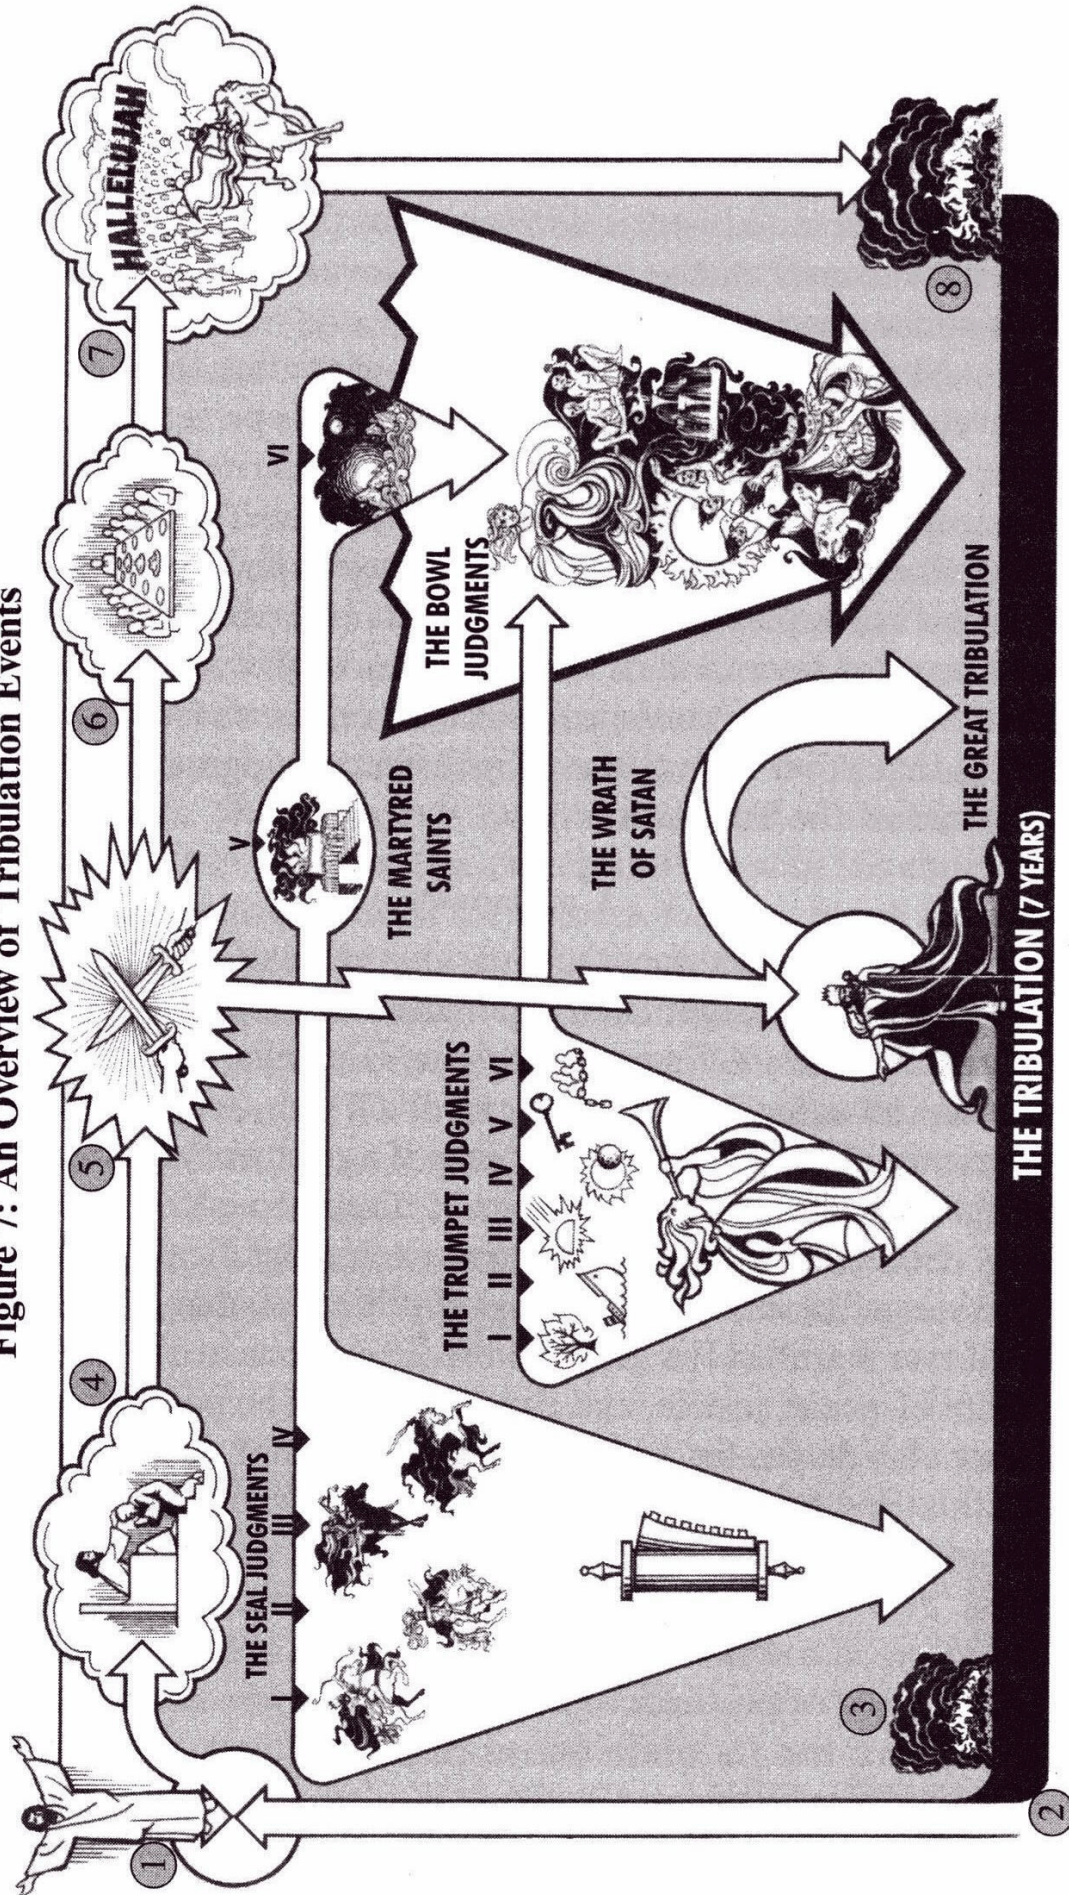 Figure 7: An Overview of Tribulation Events
1
2
3
4
5
6
7
8
HALLELUJAH
THE SEAL JUDGMENTS
I
II
III
IV
V
VI
THE MARTYRED
SAINTS
THE TRUMPET JUDGMENTS
I II III IV V VI
THE BOWL
JUDGMENTS
THE WRATH
OF SATAN
THE GREAT TRIBULATION
THE TRIBULATION (7 YEARS)